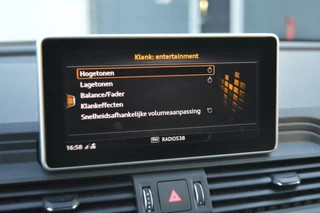 Klank: entertainment
Hogetonen
Lagetonen
Balance/Fader
Klankeffecten
Snelheidsafhankelijke volumeaanpassing
16:58
RADIO538